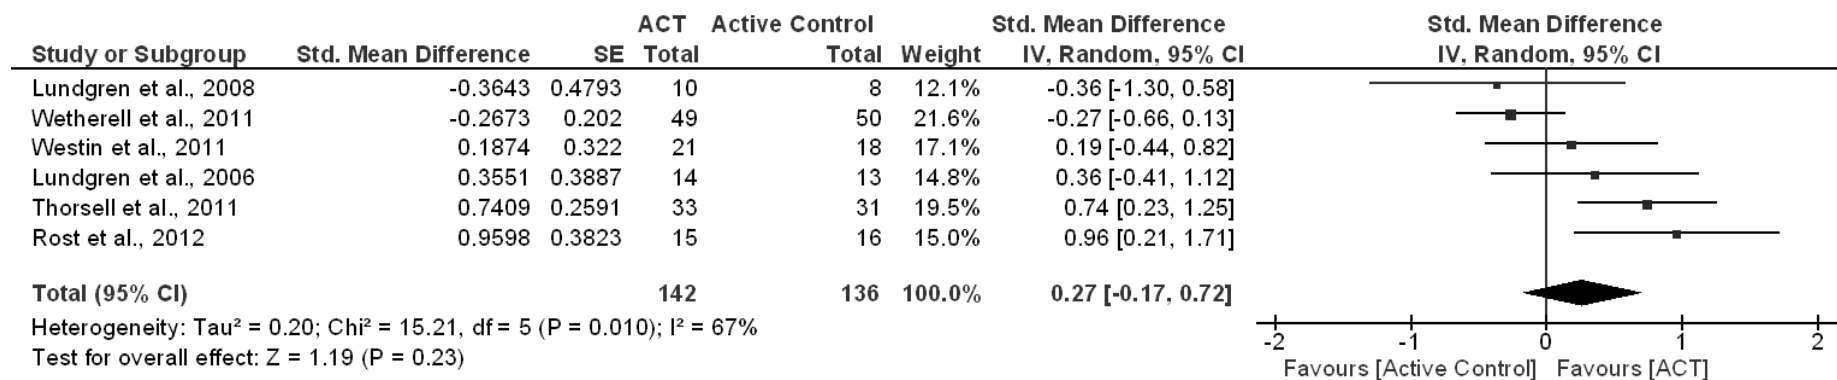 ACT Active Control Std. Mean Difference Std. Mean Difference
Study or Subgroup Std. Mean Difference SE Total Total Weight IV, Random, 95% CI IV, Random, 95% CI
Lundgren et al., 2008 -0.3643 0.4793 10 8 12.1% -0.36 [-1.30, 0.58]
Wetherell et al., 2011 -0.2673 0.202 49 50 21.6% -0.27 [-0.66, 0.13]
Westin et al., 2011 0.1874 0.322 21 18 17.1% 0.19 [-0.44, 0.82]
Lundgren et al., 2006 0.3551 0.3887 14 13 14.8% 0.36 [-0.41, 1.12]
Thorsell et al., 2011 0.7409 0.2591 33 31 19.5% 0.74 [0.23, 1.25]
Rost et al., 2012 0.9598 0.3823 15 16 15.0% 0.96 [0.21, 1.71]
Total (95% CI) 142 136 100.0% 0.27 [-0.17, 0.72]
Heterogeneity: Tau² = 0.20; Chi² = 15.21, df = 5 (P = 0.010); I² = 67%
Test for overall effect: Z = 1.19 (P = 0.23)
-2 -1 0 1 2
Favours [Active Control] Favours [ACT]